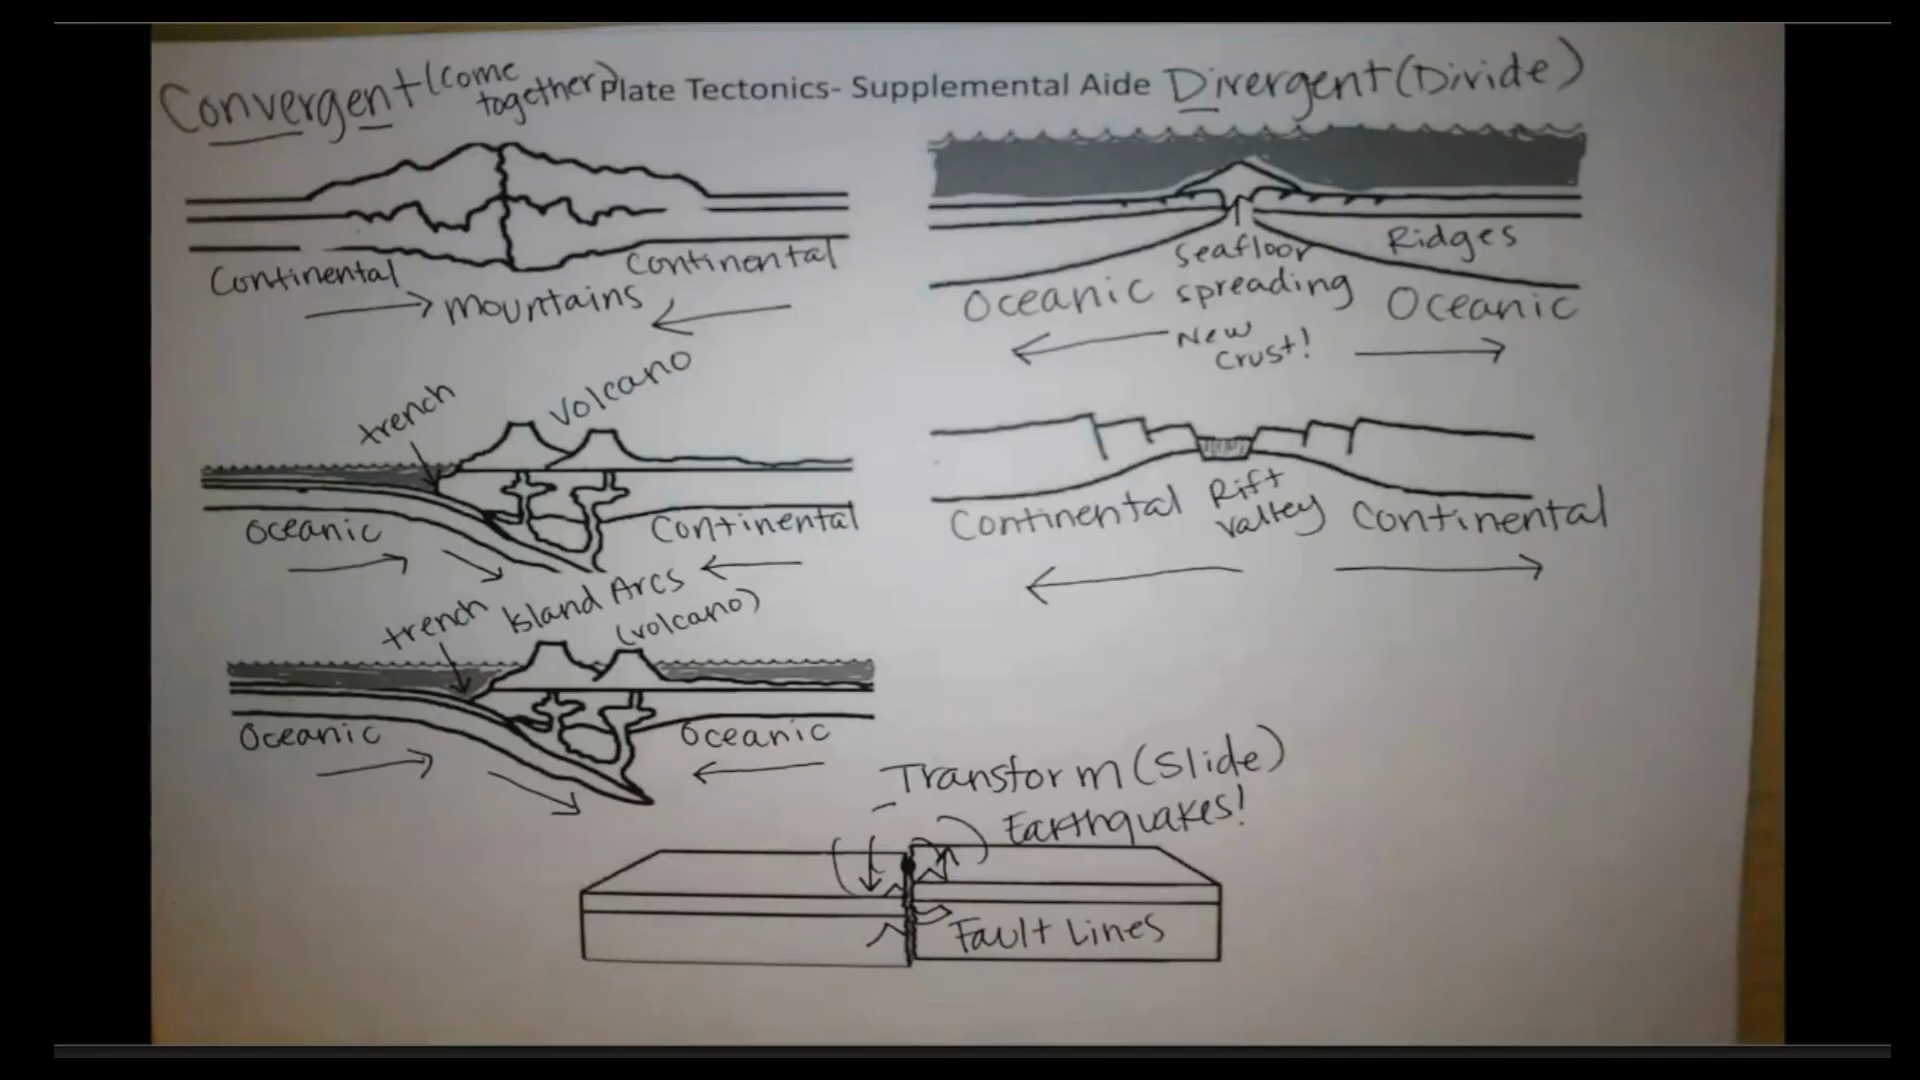 Convergent (come together)
Plate Tectonics- Supplemental Aide
Divergent (Divide)
Continental
Continental
Mountains
Seafloor
spreading
Ridges
Oceanic
Oceanic
New
Crust!
trench
Volcano
Oceanic
Continental
Continental
Rift
Valley
Continental
trench
Island Arcs
(volcano)
Oceanic
Oceanic
Transform (Slide)
Earthquakes!
Fault Lines